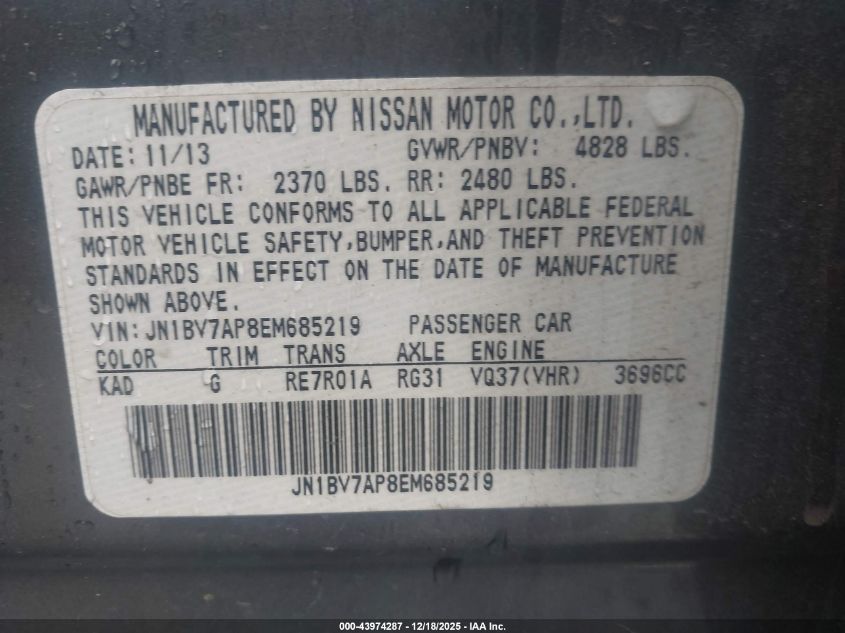 MANUFACTURED BY NISSAN MOTOR CO.,LTD.
DATE: 11/13 GVWR/PNBV: 4828 LBS.
GAWR/PNBE FR: 2370 LBS. RR: 2480 LBS.
THIS VEHICLE CONFORMS TO ALL APPLICABLE FEDERAL
MOTOR VEHICLE SAFETY,BUMPER,AND THEFT PREVENTION
STANDARDS IN EFFECT ON THE DATE OF MANUFACTURE
SHOWN ABOVE.
VIN: JN1BV7AP8EM685219 PASSENGER CAR
COLOR TRIM TRANS AXLE ENGINE
KAD G RE7R01A RG31 VQ37(VHR) 3696CC
JN1BV7AP8EM685219
000-43974287 - 12/18/2025 - IAA Inc.